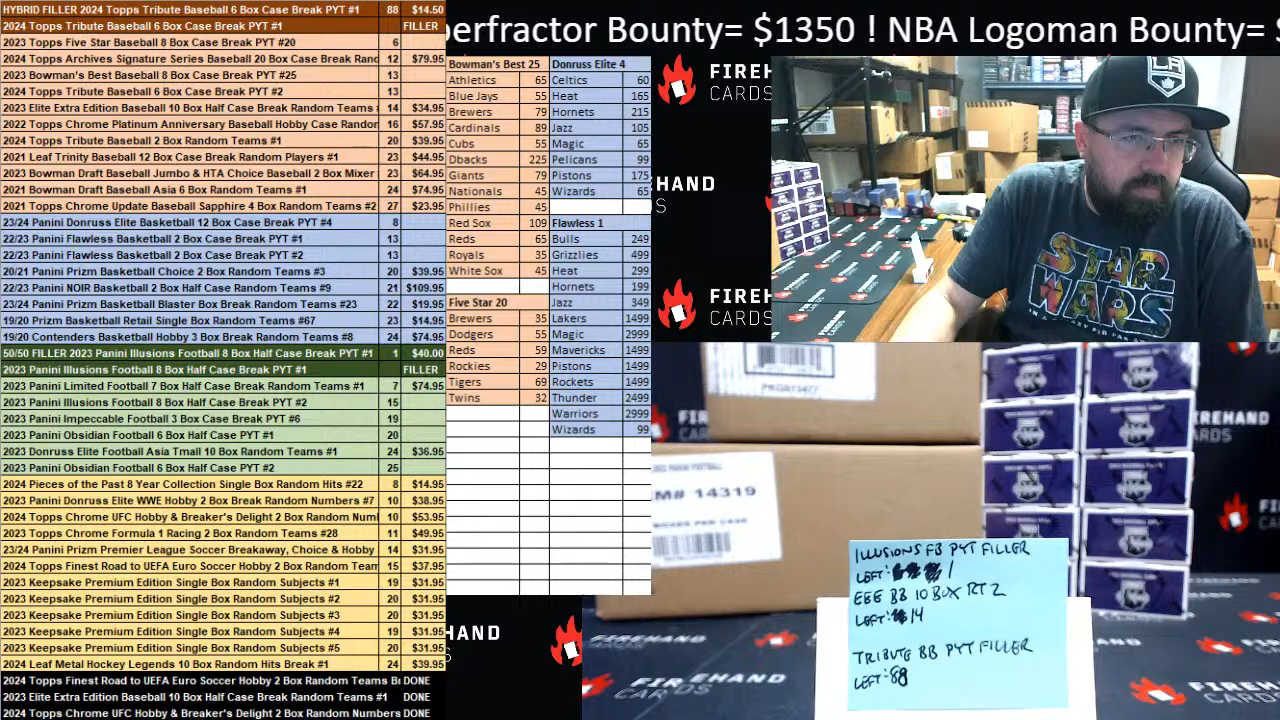 HYBRID FILLER 2024 Topps Tribute Baseball 6 Box Case Break PYT #1 88 $14.50
2024 Topps Tribute Baseball 6 Box Case Break PYT #1 FILLER
2023 Topps Five Star Baseball 8 Box Case Break PYT #20 6
2024 Topps Archives Signature Series Baseball 20 Box Case Break Rand 12 $79.95
2023 Bowman's Best Baseball 8 Box Case Break PYT #25 13
2024 Topps Tribute Baseball 6 Box Case Break PYT #2 13
2023 Elite Extra Edition Baseball 10 Box Half Case Break Random Teams 14 $34.95
2022 Topps Chrome Platinum Anniversary Baseball Hobby Case Random 16 $57.95
2024 Topps Tribute Baseball 2 Box Random Teams #1 20 $39.95
2021 Leaf Trinity Baseball 12 Box Case Break Random Players #1 23 $44.95
2023 Bowman Draft Baseball Jumbo & HTA Choice Baseball 2 Box Mixer 23 $64.95
2021 Bowman Draft Baseball Asia 6 Box Random Teams #1 24 $74.95
2021 Topps Chrome Update Baseball Sapphire 4 Box Random Teams #2 27 $23.95
23/24 Panini Donruss Elite Basketball 12 Box Case Break PYT #4 8
22/23 Panini Flawless Basketball 2 Box Case Break PYT #1 13
22/23 Panini Flawless Basketball 2 Box Case Break PYT #2 13
20/21 Panini Prizm Basketball Choice 2 Box Random Teams #3 20 $39.95
22/23 Panini NOIR Basketball 2 Box Half Case Random Teams #9 21 $109.95
23/24 Panini Prizm Basketball Blaster Box Break Random Teams #23 22 $19.95
19/20 Prizm Basketball Retail Single Box Random Teams #67 23 $14.95
19/20 Contenders Basketball Hobby 3 Box Break Random Teams #8 24 $74.95
50/50 FILLER 2023 Panini Illusions Football 8 Box Half Case Break PYT #1 1 $40.00
2023 Panini Illusions Football 8 Box Half Case Break PYT #1 FILLER
2023 Panini Limited Football 7 Box Half Case Break Random Teams #1 7 $74.95
2023 Panini Illusions Football 8 Box Half Case Break PYT #2 15
2023 Panini Impeccable Football 3 Box Case Break PYT #6 19
2023 Panini Obsidian Football 6 Box Half Case PYT #1 20
2023 Donruss Elite Football Asia Tmall 10 Box Random Teams #1 24 $36.95
2023 Panini Obsidian Football 6 Box Half Case PYT #2 25
2024 Pieces of the Past 8 Year Collection Single Box Random Hits #22 8 $14.95
2023 Panini Donruss Elite WWE Hobby 2 Box Break Random Numbers #7 10 $38.95
2024 Topps Chrome UFC Hobby & Breaker's Delight 2 Box Random Num 10 $53.95
2023 Topps Chrome Formula 1 Racing 2 Box Random Teams #28 11 $49.95
23/24 Panini Prizm Premier League Soccer Breakaway, Choice & Hobby 14 $31.95
2024 Topps Finest Road to UEFA Euro Soccer Hobby 2 Box Random Team 15 $37.95
2023 Keepsake Premium Edition Single Box Random Subjects #1 19 $31.95
2023 Keepsake Premium Edition Single Box Random Subjects #2 20 $31.95
2023 Keepsake Premium Edition Single Box Random Subjects #3 20 $31.95
2023 Keepsake Premium Edition Single Box Random Subjects #4 19 $31.95
2023 Keepsake Premium Edition Single Box Random Subjects #5 20 $31.95
2024 Leaf Metal Hockey Legends 10 Box Random Hits Break #1 24 $39.95
2024 Topps Finest Road to UEFA Euro Soccer Hobby 2 Box Random Teams B DONE
2023 Elite Extra Edition Baseball 10 Box Half Case Break Random Teams #1 DONE
2024 Topps Chrome UFC Hobby & Breaker's Delight 2 Box Random Numbers DONE
erfractor Bounty= $1350 ! NBA Logoman Bounty=
Bowman's Best 25
Athletics 65
Blue Jays 55
Brewers 79
Cardinals 89
Cubs 55
Dbacks 225
Giants 79
Nationals 45
Phillies 45
Red Sox 109
Reds 65
Royals 35
White Sox 45
Five Star 20
Brewers 35
Dodgers 55
Reds 59
Rockies 29
Tigers 69
Twins 32
Donruss Elite 4
Celtics 60
Heat 165
Hornets 215
Jazz 105
Magic 65
Pelicans 99
Pistons 175
Wizards 65
Flawless 1
Bulls 249
Grizzlies 499
Heat 299
Hornets 199
Jazz 349
Lakers 1499
Magic 2999
Mavericks 1499
Pistons 1499
Rockets 1499
Thunder 2499
Warriors 2999
Wizards 99
FIREH
CARDS
HAND
S
FIREH
CARDS
HAND
LA
STAR
WARS
M# 14319
ILLUSIONS FB PYT FILLER
LEFT: 1
EEE BB 10 BOX RT 2
LEFT: 14
TRIBUTE BB PYT FILLER
LEFT: 88
FIREHAND
CARDS
FIREHAND
CARDS
FIREHAND
CARDS